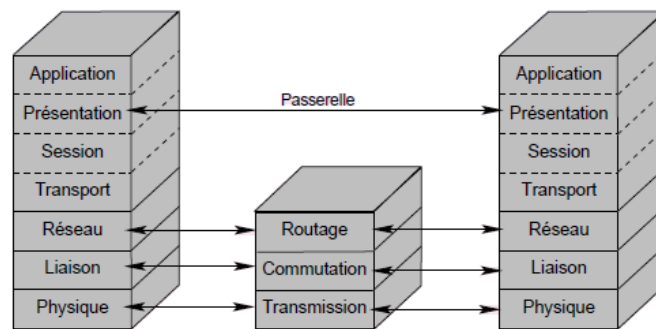 Application
Présentation
Session
Transport
Réseau
Liaison
Physique
Passerelle
Routage
Commutation
Transmission
Application
Présentation
Session
Transport
Réseau
Liaison
Physique